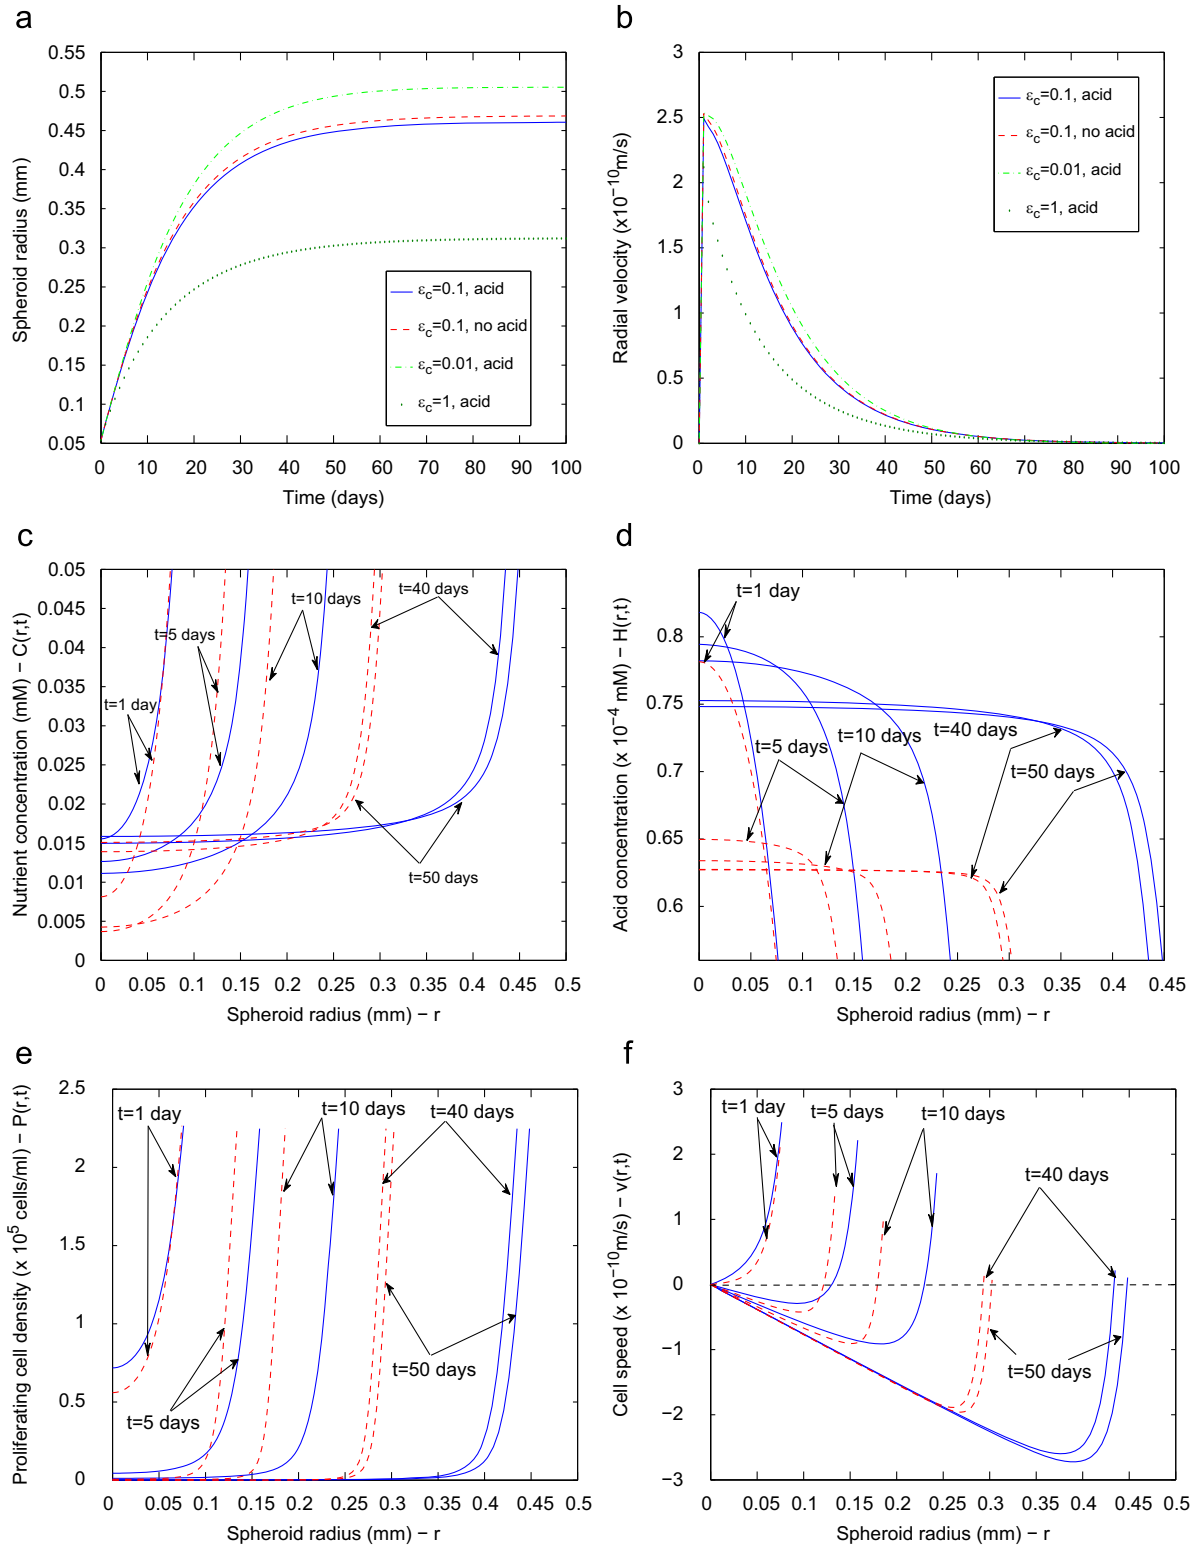 a
0.55
0.5
0.45
0.4
0.35
0.3
0.25
0.2
0.15
0.1
0.05
Spheroid radius (mm)
0 10 20 30 40 50 60 70 80 90 100
Time (days)
εc=0.1, acid
εc=0.1, no acid
εc=0.01, acid
εc=1, acid
b
3
2.5
2
1.5
1
0.5
0
Radial velocity (x10−10m/s)
0 10 20 30 40 50 60 70 80 90 100
Time (days)
εc=0.1, acid
εc=0.1, no acid
εc=0.01, acid
εc=1, acid
c
0.05
0.045
0.04
0.035
0.03
0.025
0.02
0.015
0.01
0.005
0
Nutrient concentration (mM) − C(r,t)
0 0.05 0.1 0.15 0.2 0.25 0.3 0.35 0.4 0.45 0.5
Spheroid radius (mm) − r
t=40 days
t=10 days
t=5 days
t=1 day
t=50 days
d
0.8
0.75
0.7
0.65
0.6
Acid concentration (x 10−4 mM) − H(r,t)
0 0.05 0.1 0.15 0.2 0.25 0.3 0.35 0.4 0.45
Spheroid radius (mm) − r
t=1 day
t=40 days
t=10 days
t=5 days
t=50 days
e
2.5
2
1.5
1
0.5
0
Proliferating cell density (x 105 cells/ml) − P(r,t)
0 0.05 0.1 0.15 0.2 0.25 0.3 0.35 0.4 0.45 0.5
Spheroid radius (mm) − r
t=1 day
t=10 days
t=40 days
t=50 days
t=5 days
f
3
2
1
0
−1
−2
−3
Cell speed (x 10−10m/s) − v(r,t)
0 0.05 0.1 0.15 0.2 0.25 0.3 0.35 0.4 0.45 0.5
Spheroid radius (mm) − r
t=1 day
t=5 days
t=10 days
t=40 days
t=50 days